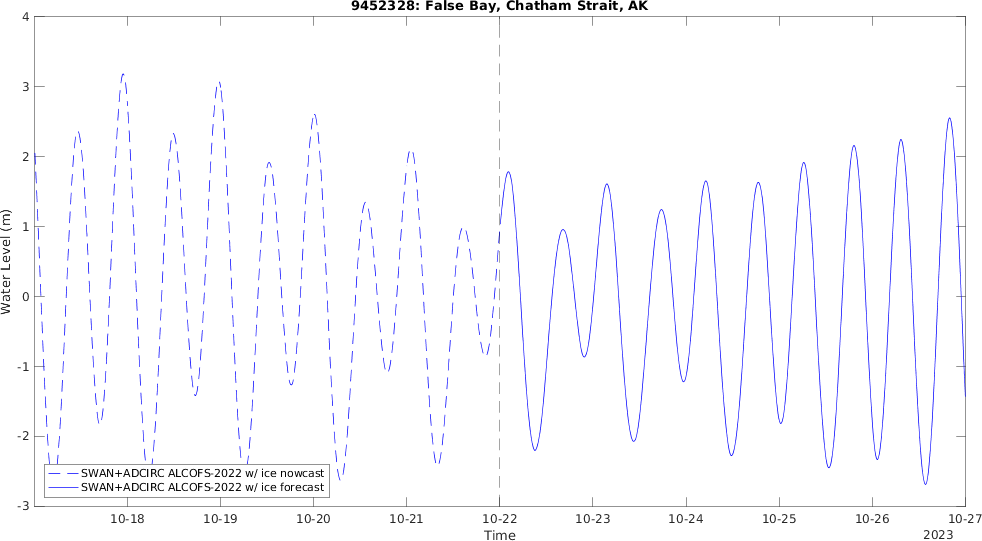 9452328: False Bay, Chatham Strait, AK
4
3
2
1
0
-1
-2
-3
Water Level (m)
SWAN+ADCIRC ALCOFS-2022 w/ ice nowcast
SWAN+ADCIRC ALCOFS-2022 w/ ice forecast
10-18 10-19 10-20 10-21 10-22 10-23 10-24 10-25 10-26 10-27
Time 2023